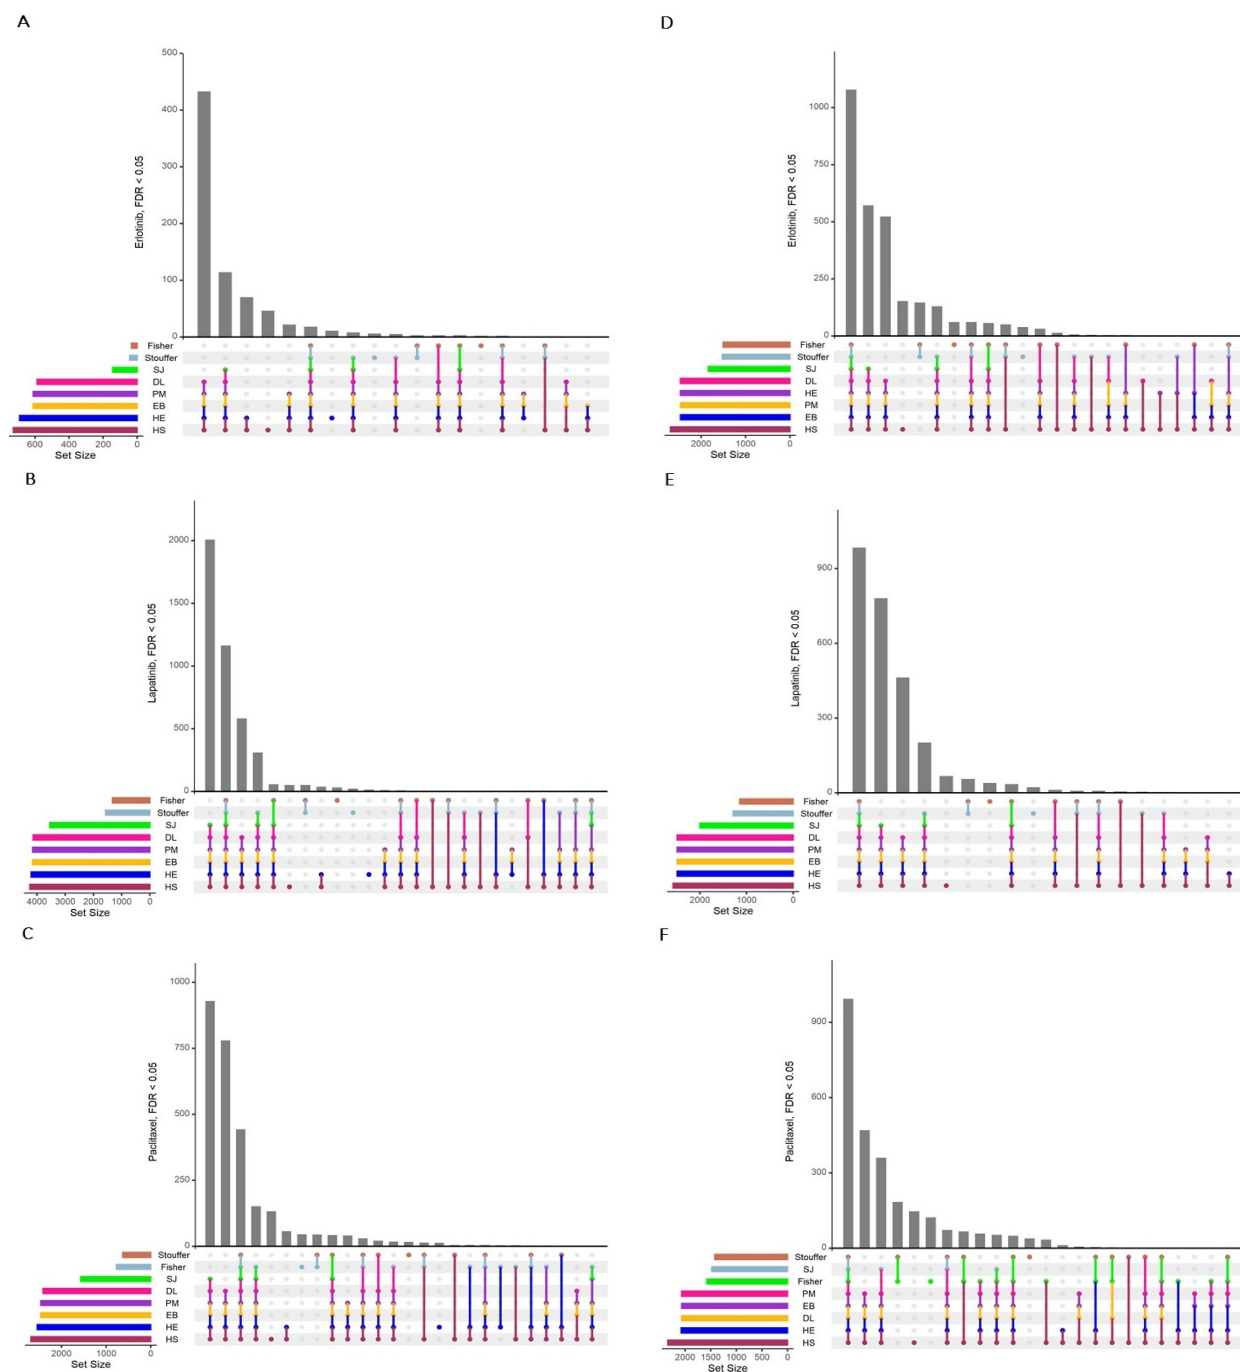 A
Erlotinib, FDR < 0.05
500
400
300
200
100
0
Fisher
Stouffer
SJ
DL
PM
EB
HE
HS
600 400 200 0
Set Size
B
Lapatinib, FDR < 0.05
2000
1500
1000
500
0
Fisher
Stouffer
SJ
DL
PM
EB
HE
HS
4000 3000 2000 1000 0
Set Size
C
Paclitaxel, FDR < 0.05
1000
750
500
250
0
Stouffer
Fisher
SJ
DL
PM
EB
HE
HS
2000 1000 0
Set Size
D
Erlotinib, FDR < 0.05
1000
750
500
250
0
Fisher
Stouffer
SJ
DL
HE
PM
EB
HS
2000 1000 0
Set Size
E
Lapatinib, FDR < 0.05
900
600
300
0
Fisher
Stouffer
SJ
DL
PM
EB
HE
HS
2000 1000 0
Set Size
F
Paclitaxel, FDR < 0.05
900
600
300
0
Stouffer
SJ
Fisher
PM
EB
DL
HE
HS
2000 1500 1000 500 0
Set Size